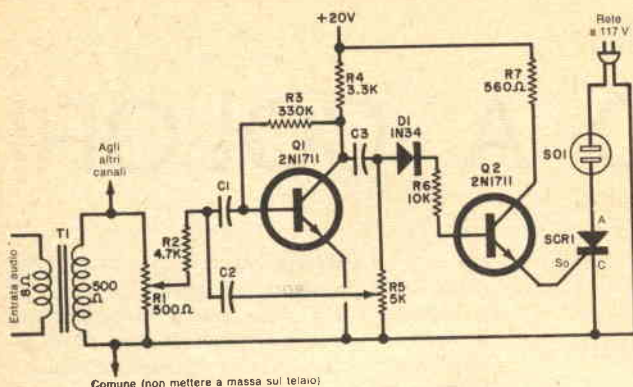 +20V
Rete
a 117 V
R4
3.3K
R7
560Ω
R3
330K
Agli
altri
canali
Q1
2N1711
C3
D1
1N34
SO1
C1
R6
10K
Q2
2N1711
T1
R2
4.7K
A
SCR1
So
C
Entrata audio
8Ω
500
Ω
R1
500Ω
C2
R5
5K
Comune (non mettere a massa sul telaio)